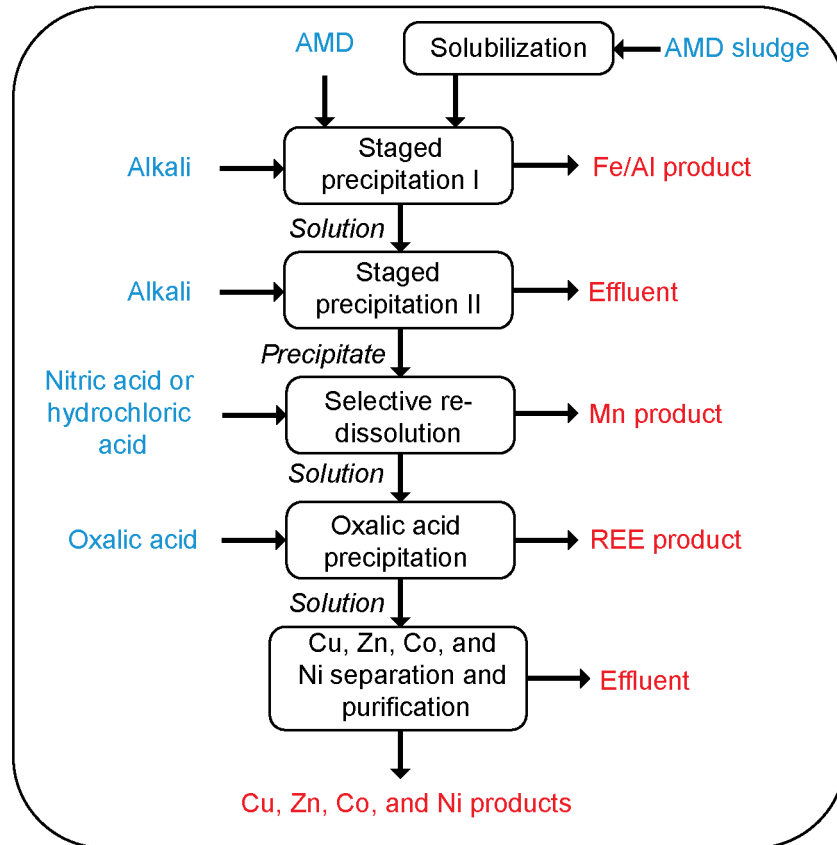 AMD
Solubilization
AMD sludge
Alkali
Staged
precipitation I
Fe/Al product
Solution
Alkali
Staged
precipitation II
Effluent
Precipitate
Nitric acid or
hydrochloric
acid
Selective re-
dissolution
Mn product
Solution
Oxalic acid
Oxalic acid
precipitation
REE product
Solution
Cu, Zn, Co, and
Ni separation and
purification
Effluent
Cu, Zn, Co, and Ni products